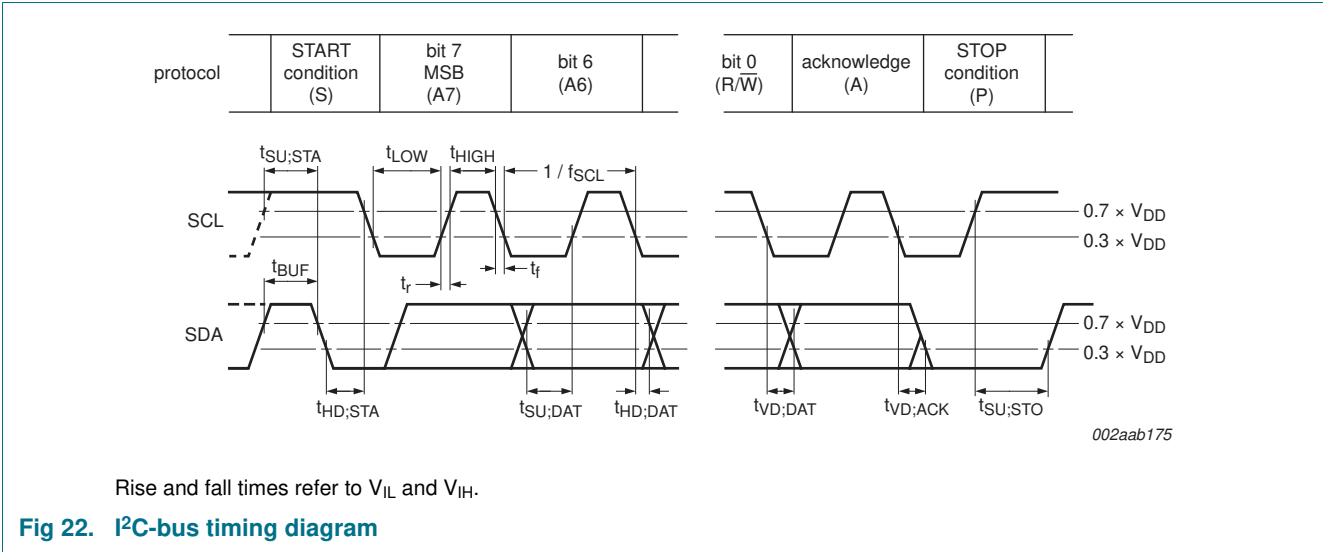 protocol
START
condition
(S)
bit 7
MSB
(A7)
bit 6
(A6)
bit 0
(R/W̅)
acknowledge
(A)
STOP
condition
(P)
tSU;STA
tLOW
tHIGH
1 / fSCL
SCL
0.7 × VDD
0.3 × VDD
tBUF
tr
tf
SDA
0.7 × VDD
0.3 × VDD
tHD;STA
tSU;DAT
tHD;DAT
tVD;DAT
tVD;ACK
tSU;STO
002aab175
Rise and fall times refer to VIL and VIH.
Fig 22. I²C-bus timing diagram